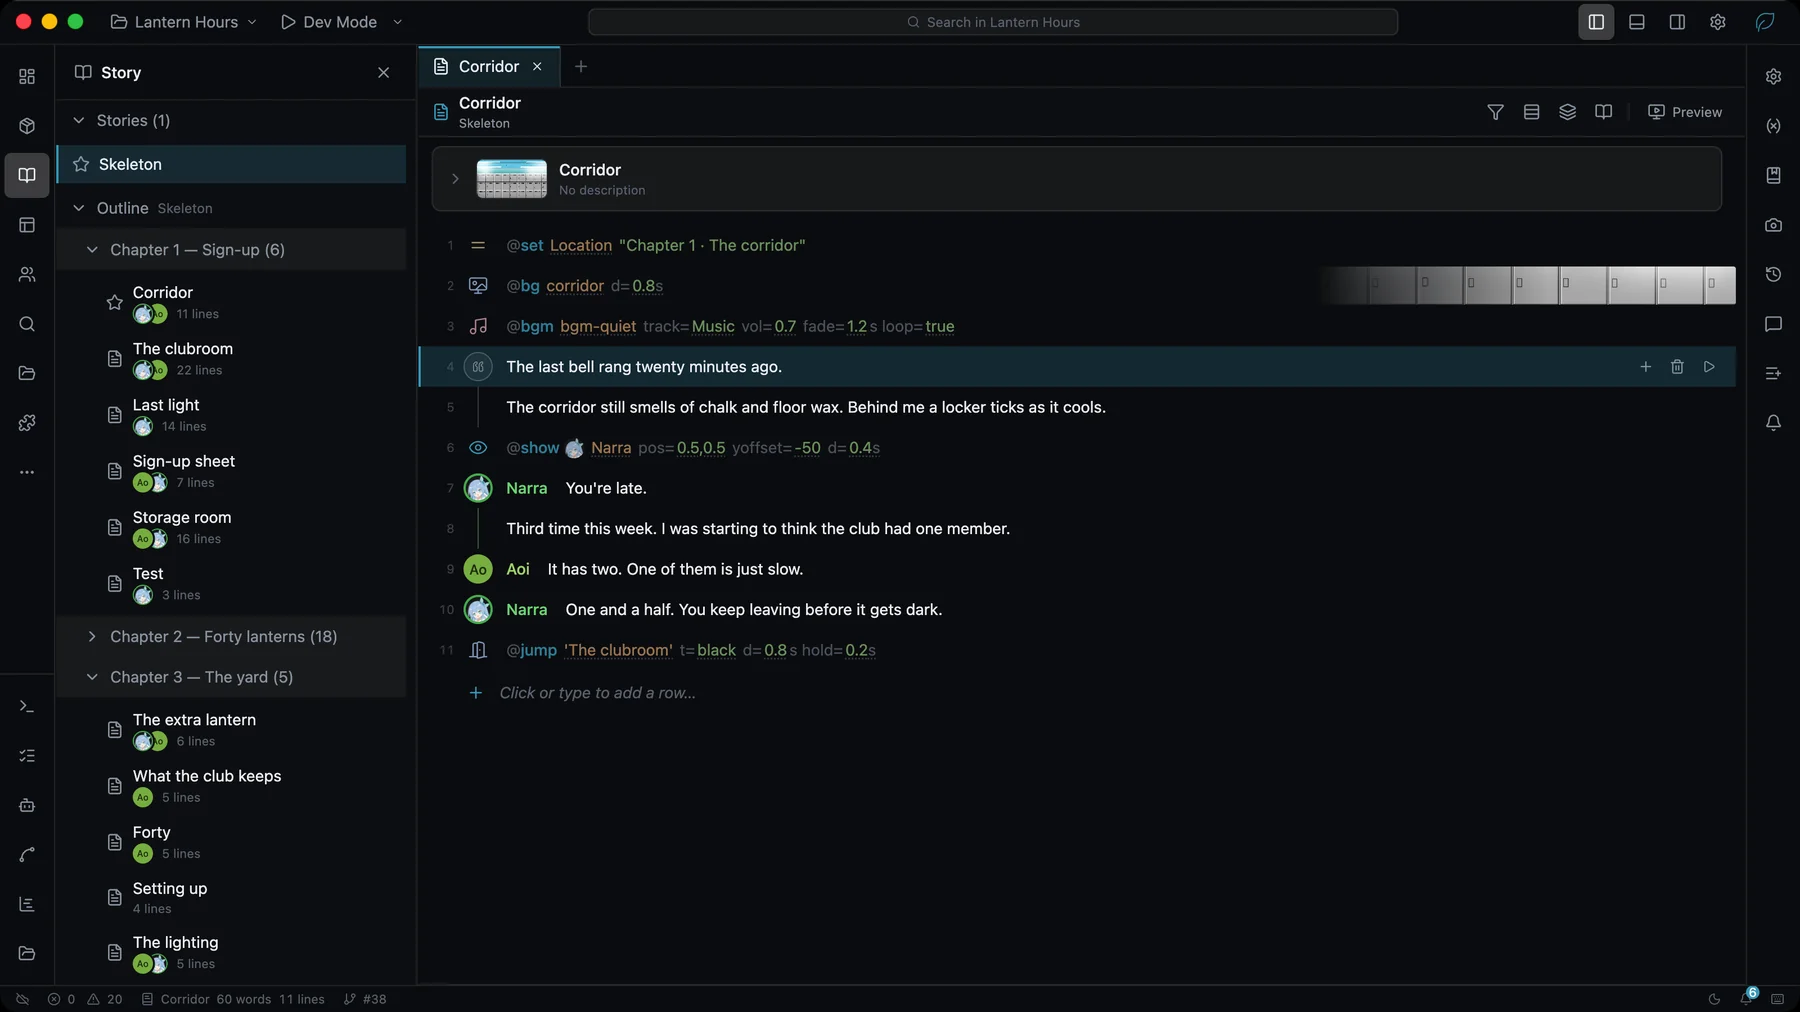 Lantern Hours
Dev Mode
Search in Lantern Hours
Story
Stories (1)
Skeleton
Outline Skeleton
Chapter 1 — Sign-up (6)
Corridor
Ao 11 lines
The clubroom
Ao 22 lines
Last light
14 lines
Sign-up sheet
Ao 7 lines
Storage room
Ao 16 lines
Test
3 lines
Chapter 2 — Forty lanterns (18)
Chapter 3 — The yard (5)
The extra lantern
Ao 6 lines
What the club keeps
Ao 5 lines
Forty
Ao 5 lines
Setting up
4 lines
The lighting
Ao 5 lines
Corridor
Corridor
Skeleton
Preview
Corridor
No description
1 @set Location "Chapter 1 · The corridor"
2 @bg corridor d=0.8s
3 @bgm bgm-quiet track=Music vol=0.7 fade=1.2s loop=true
4 The last bell rang twenty minutes ago.
5 The corridor still smells of chalk and floor wax. Behind me a locker ticks as it cools.
6 @show Narra pos=0.5,0.5 yoffset=-50 d=0.4s
7 Narra You're late.
8 Third time this week. I was starting to think the club had one member.
9 Ao Aoi It has two. One of them is just slow.
10 Narra One and a half. You keep leaving before it gets dark.
11 @jump 'The clubroom' t=black d=0.8s hold=0.2s
Click or type to add a row...
0 20 Corridor 60 words 11 lines #38
6